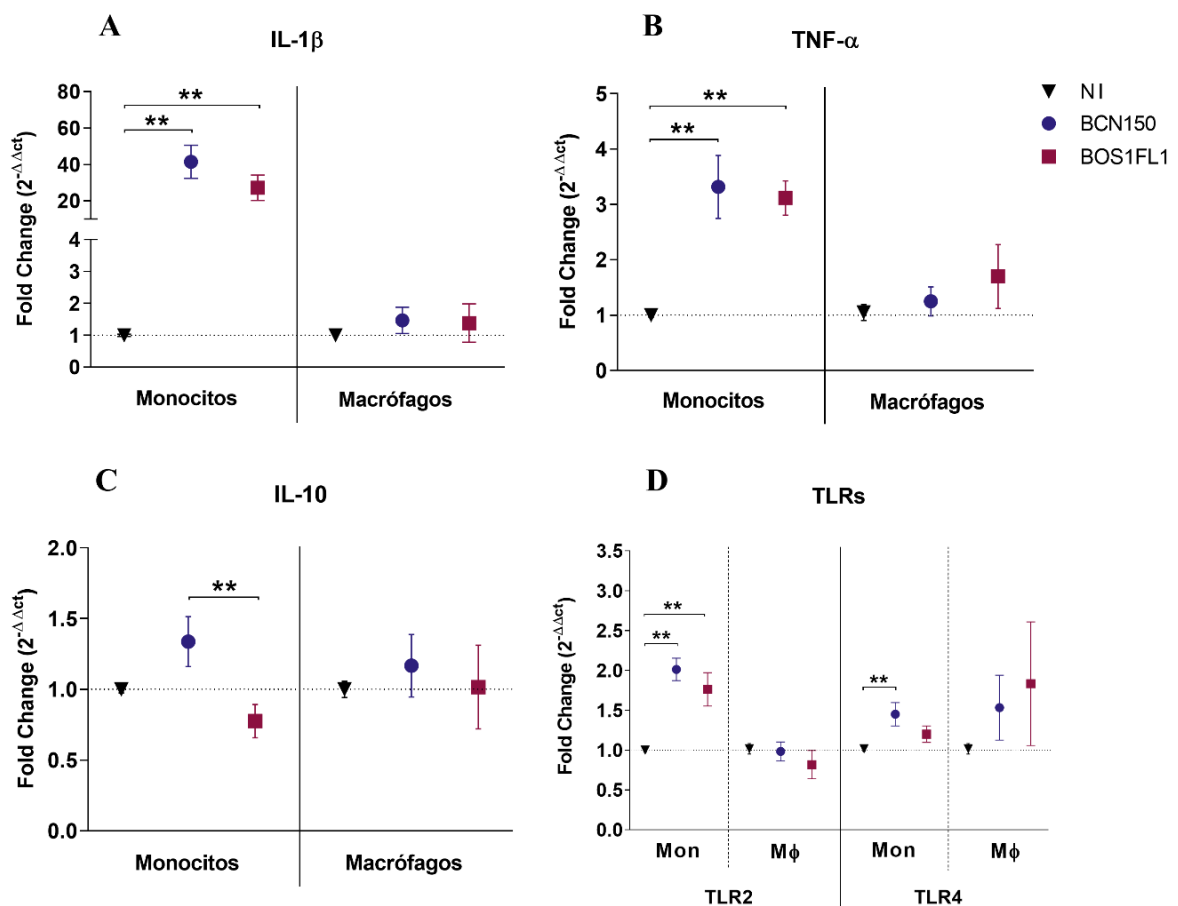 A
IL-1β
Fold Change (2^-ΔΔct)
80
60
40
20
4
3
2
1
0
**
**
Monocitos
Macrófagos
B
TNF-α
Fold Change (2^-ΔΔct)
5
4
3
2
1
0
**
**
Monocitos
Macrófagos
NI
BCN150
BOS1FL1
C
IL-10
Fold Change (2^-ΔΔct)
2.0
1.5
1.0
0.5
0.0
**
Monocitos
Macrófagos
D
TLRs
Fold Change (2^-ΔΔct)
3.5
3.0
2.5
2.0
1.5
1.0
0.5
0.0
**
**
**
Mon
Mϕ
Mon
Mϕ
TLR2
TLR4